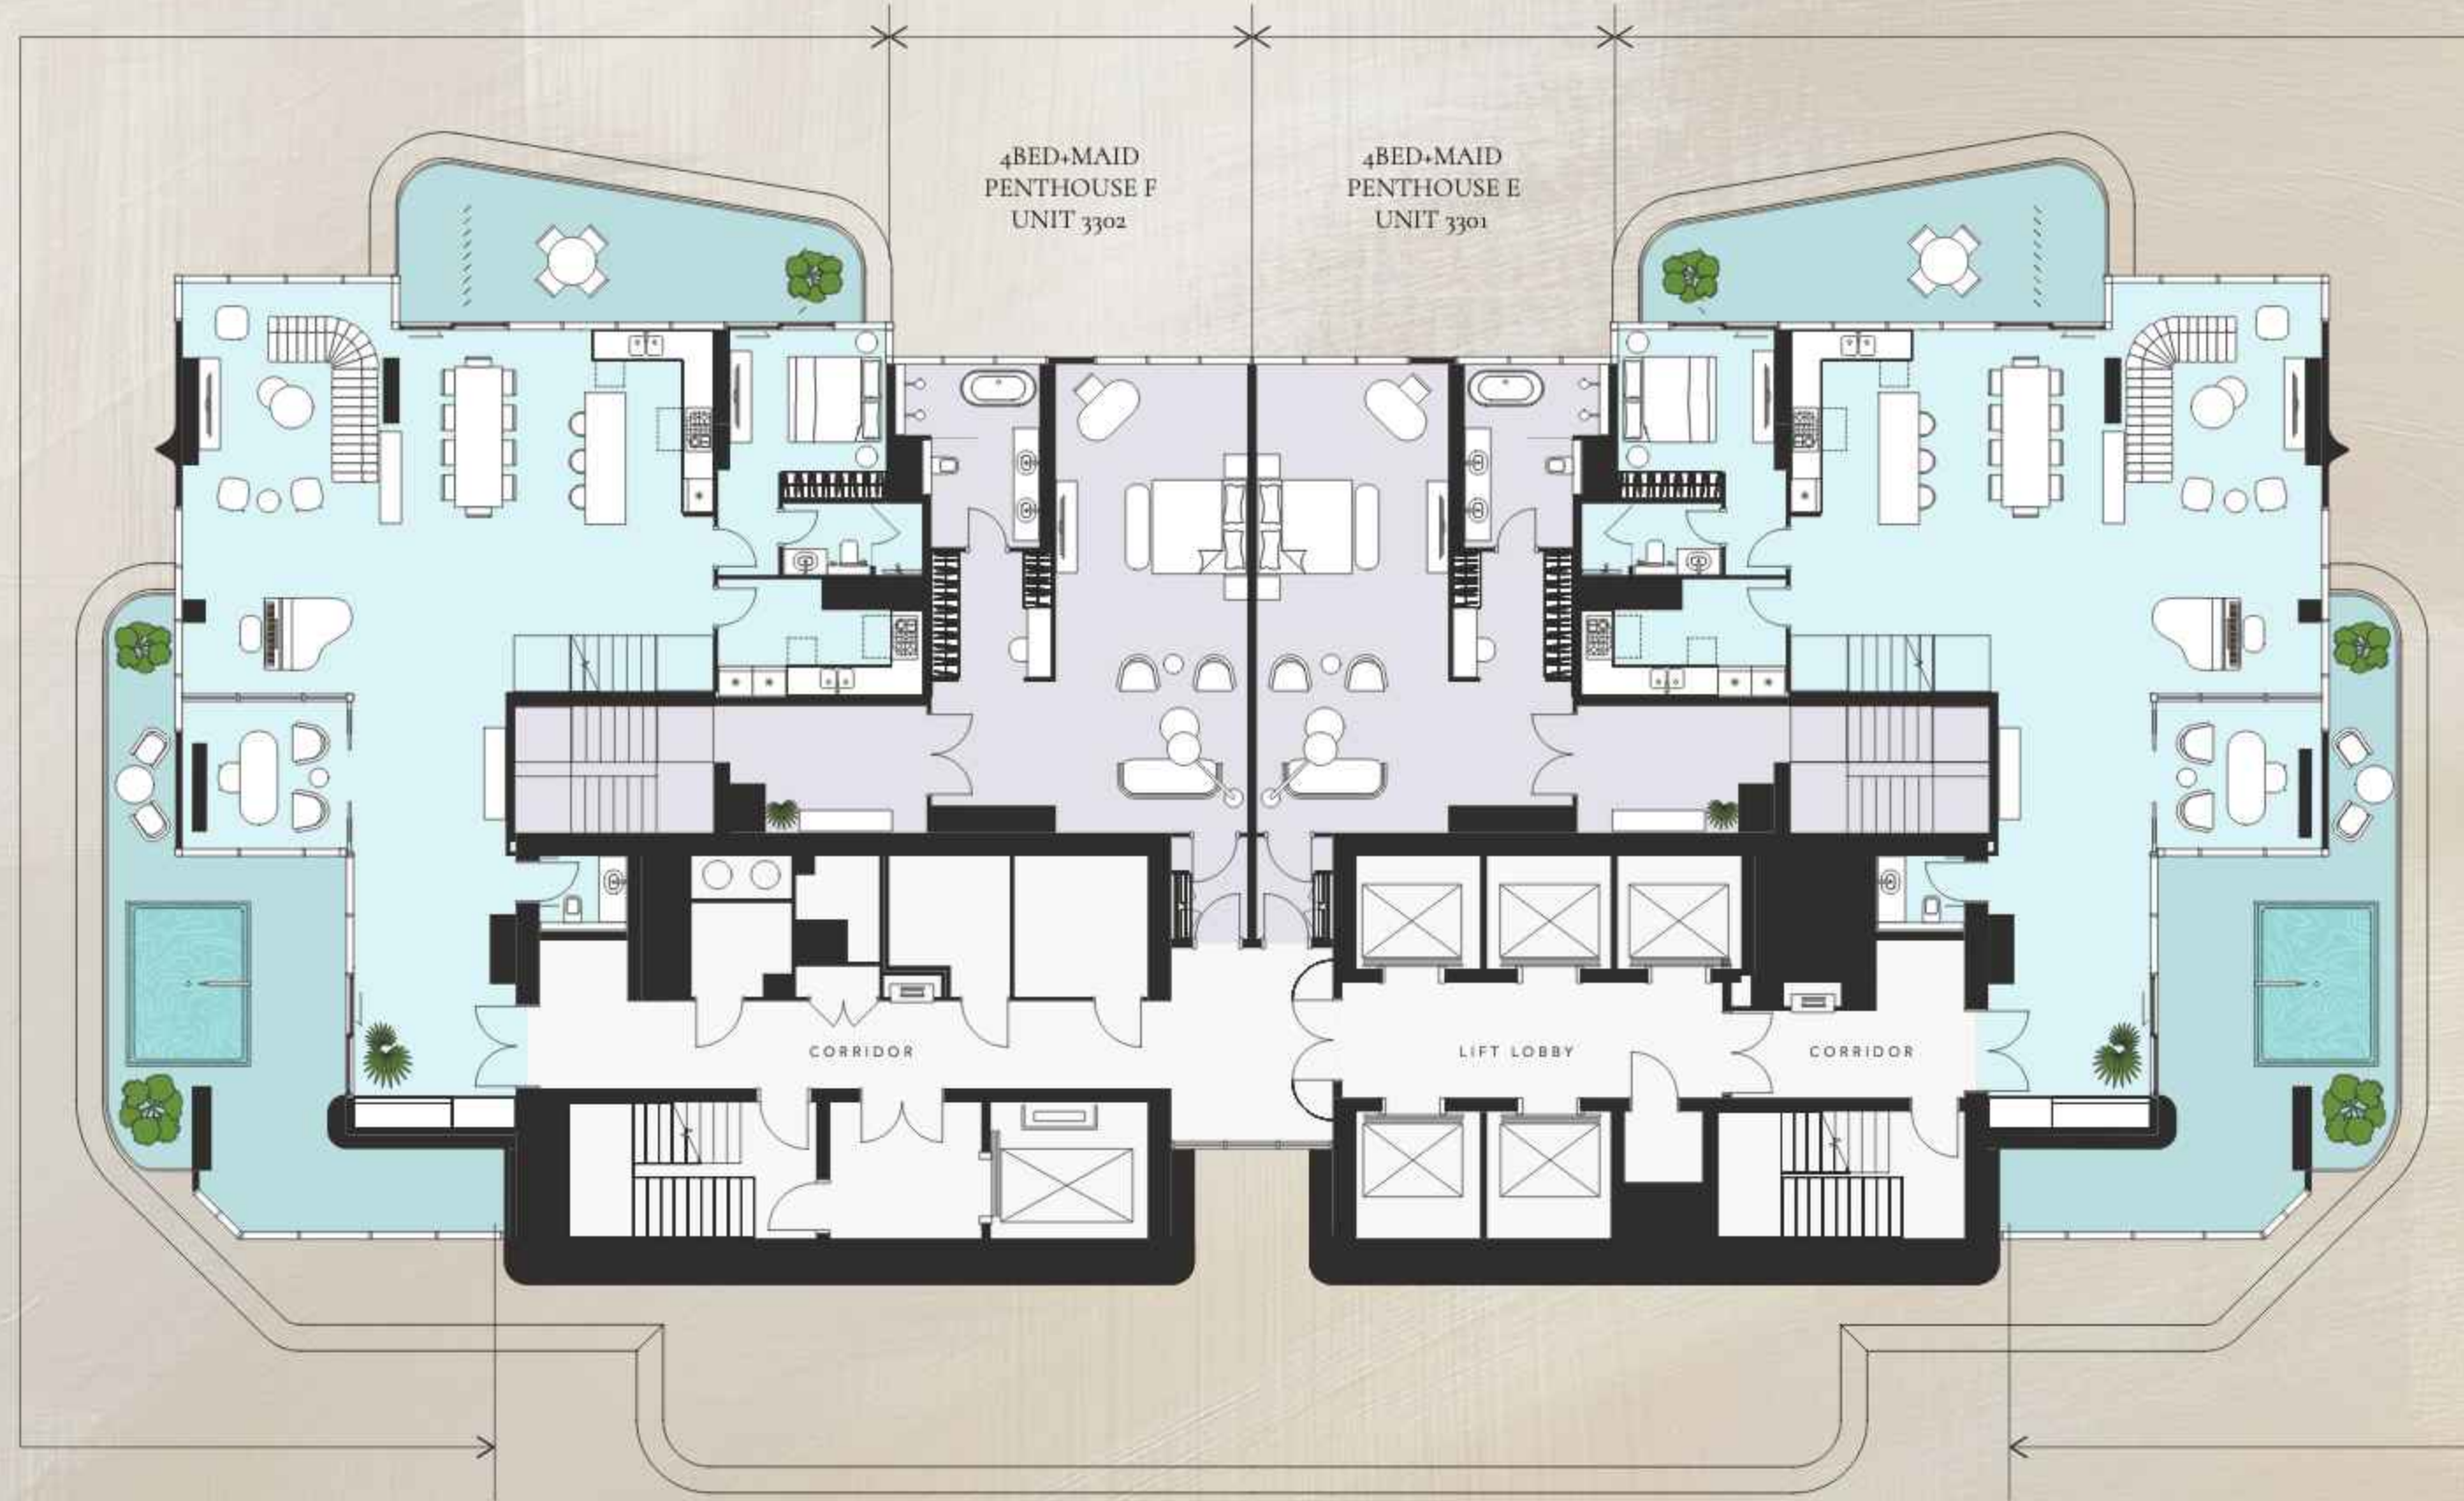 4BED+MAID
PENTHOUSE F
UNIT 3302
4BED+MAID
PENTHOUSE E
UNIT 3301
CORRIDOR
LIFT LOBBY
CORRIDOR